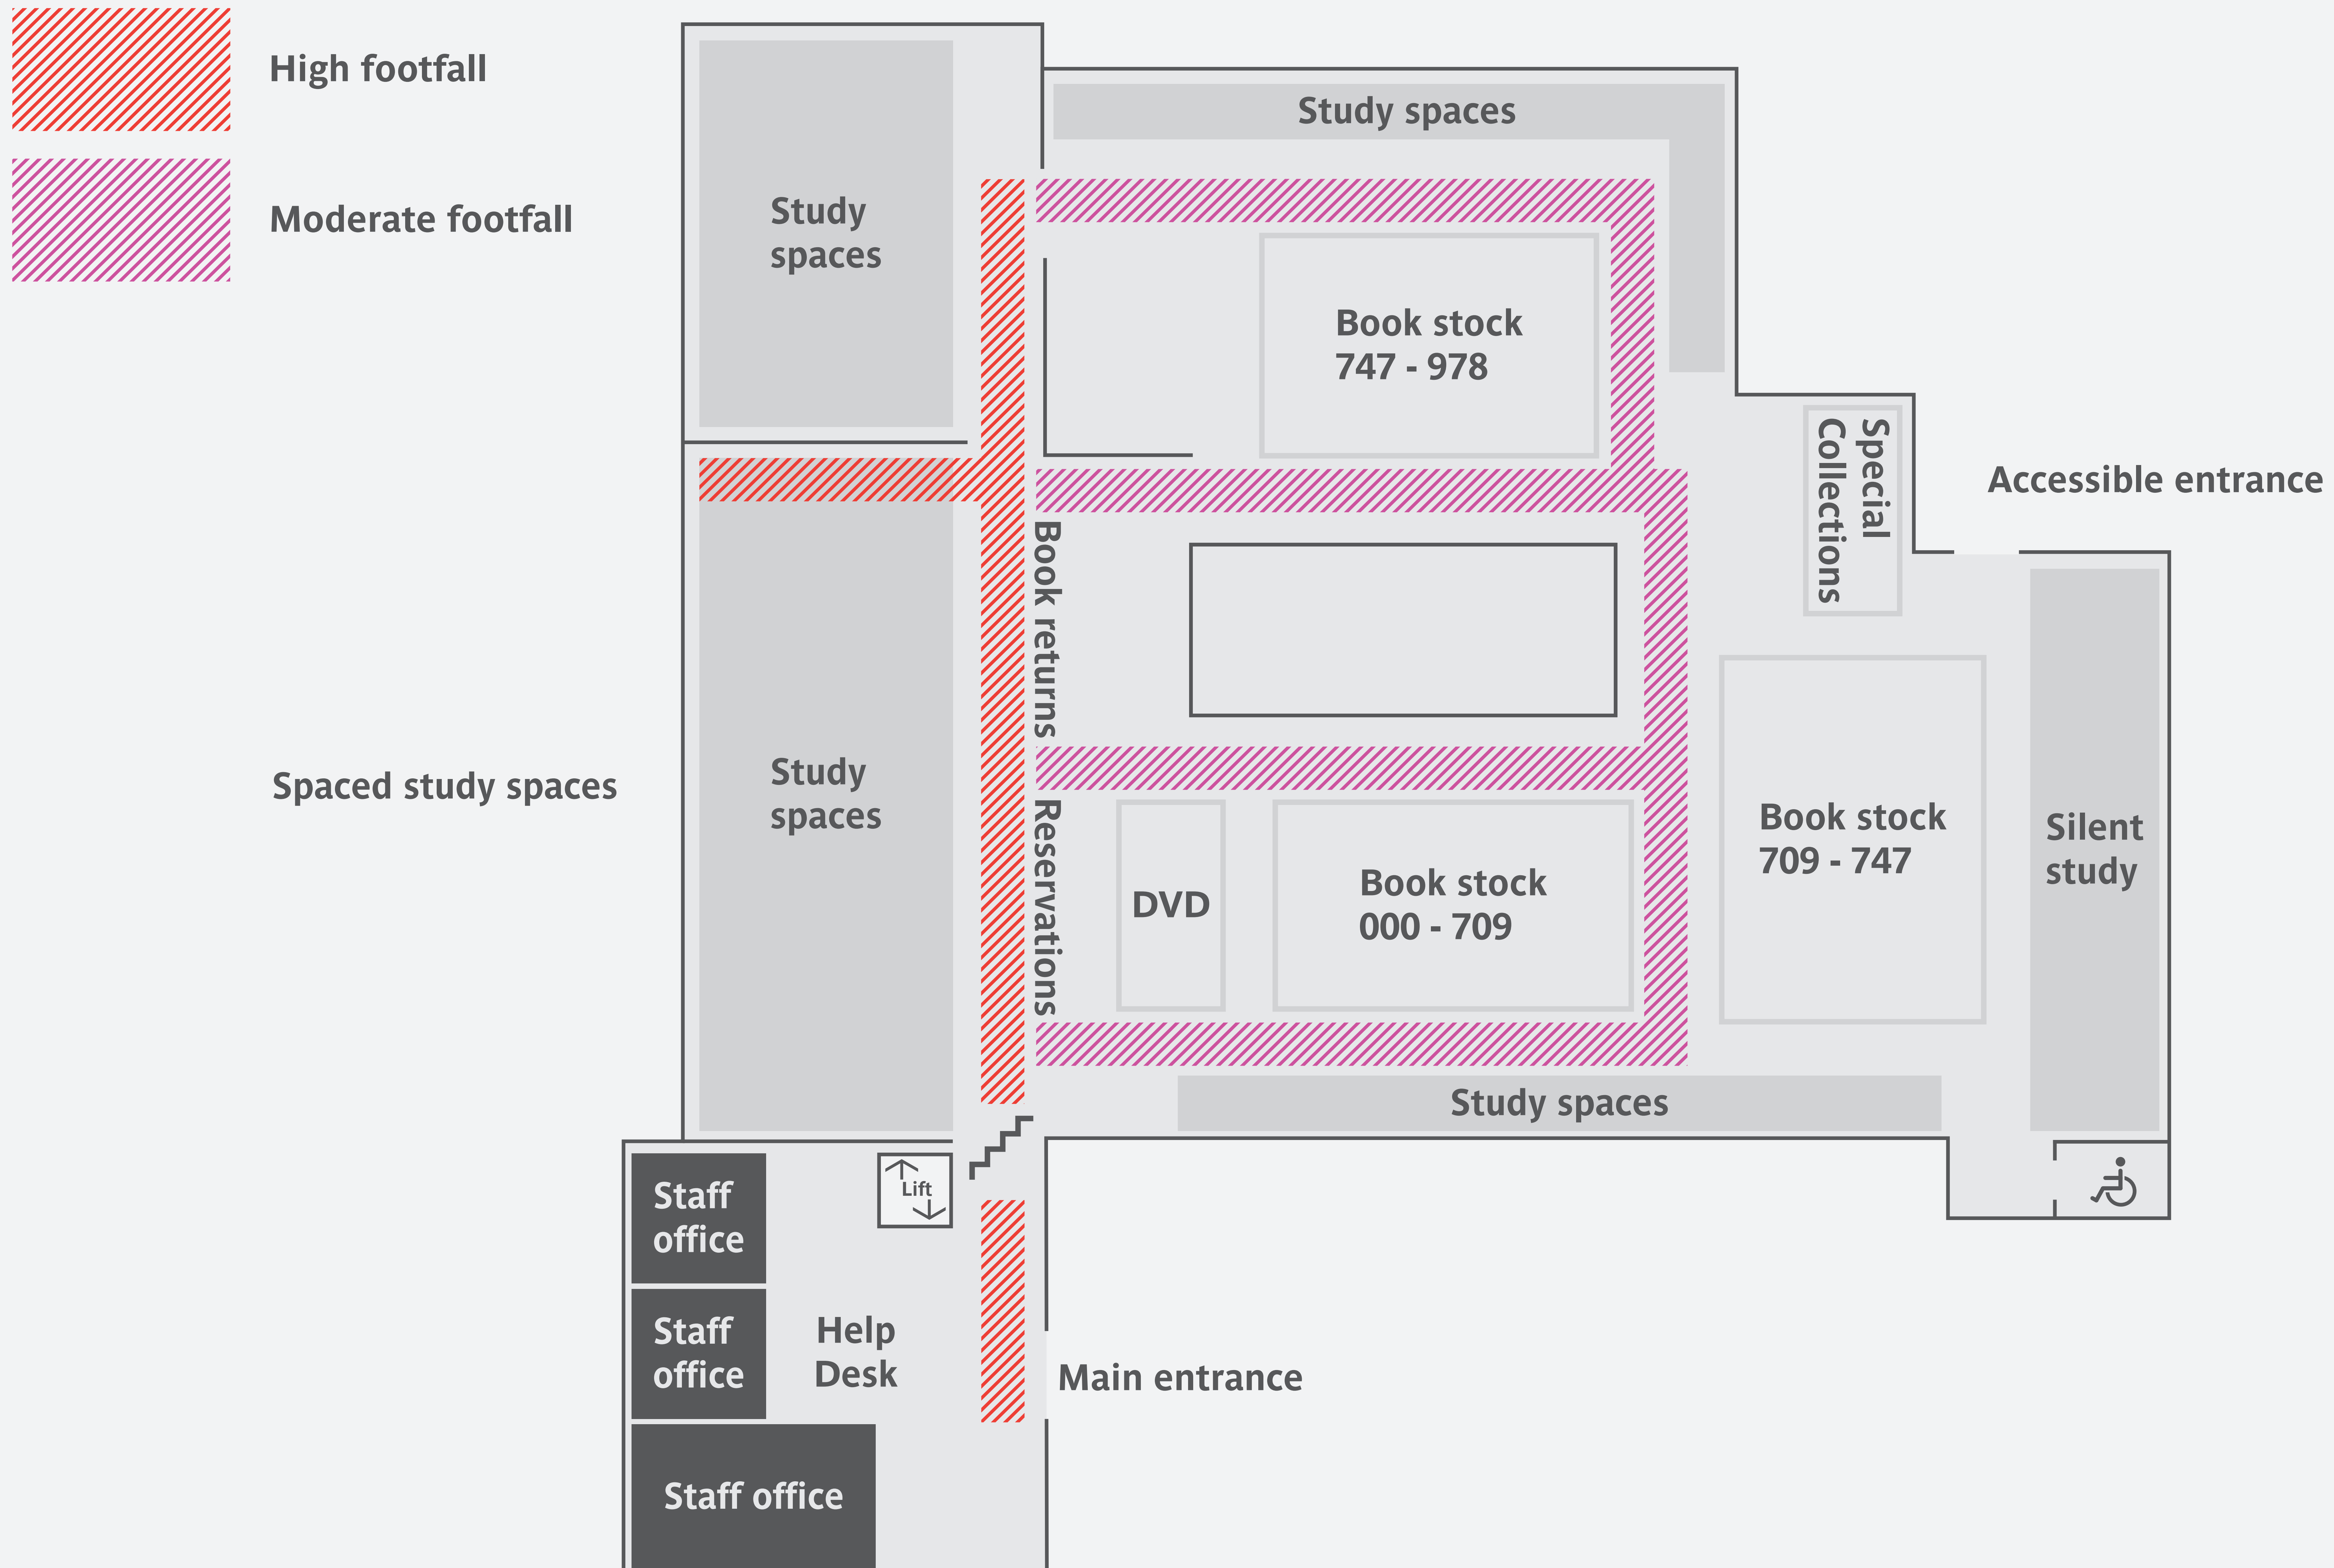 High footfall
Moderate footfall
Study spaces
Study
spaces
Book stock
747 - 978
Special
Collections
Accessible entrance
Book returns
Spaced study spaces
Study
spaces
Reservations
DVD
Book stock
000 - 709
Book stock
709 - 747
Silent
study
Study spaces
Staff
office
Lift
Staff
office
Help
Desk
Main entrance
Staff office